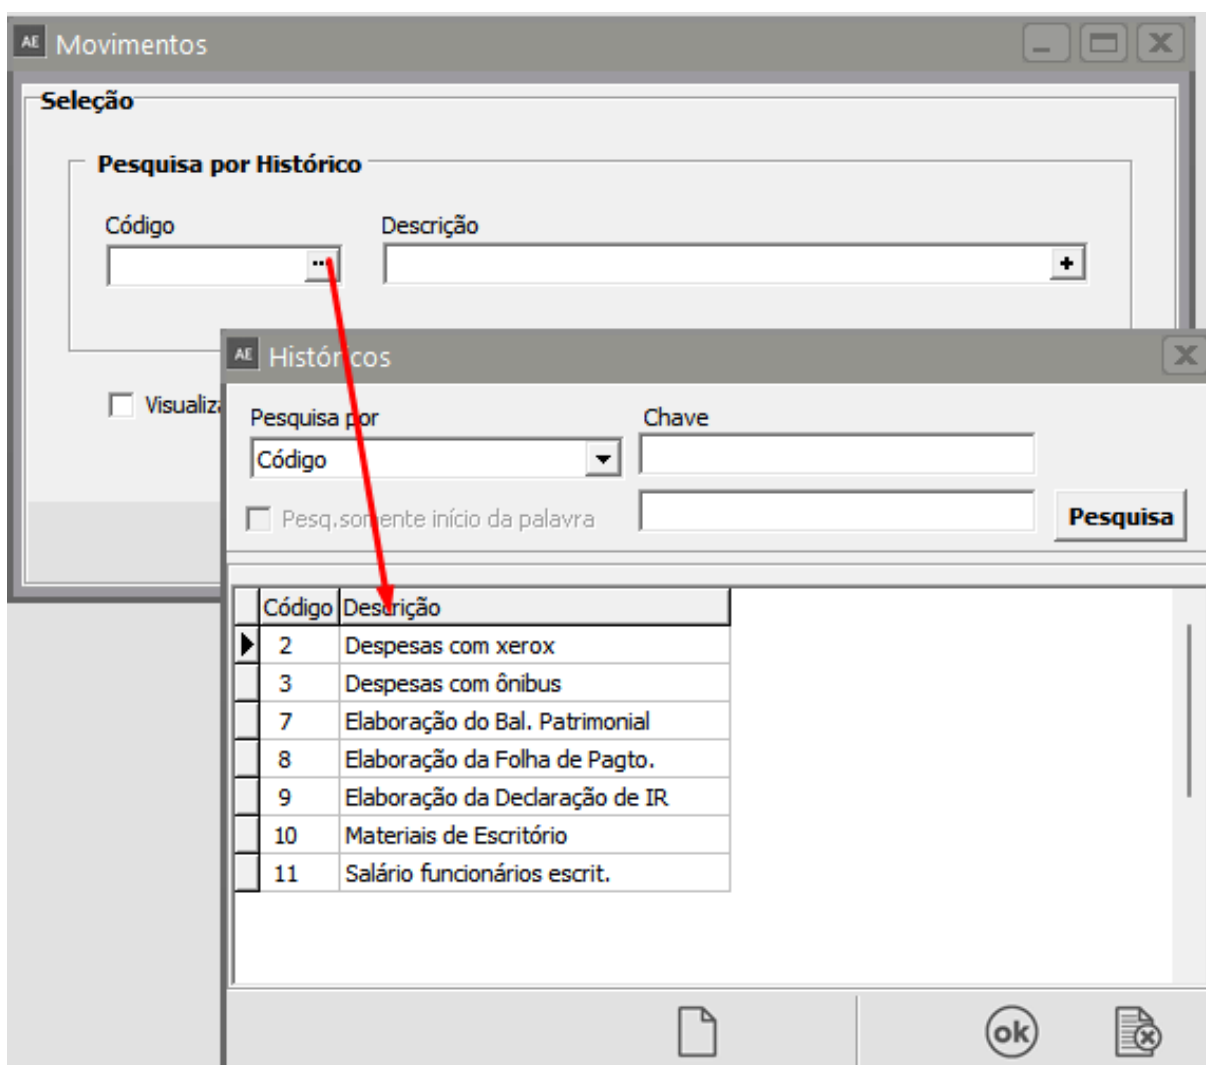 AE Movimentos
Seleção
Pesquisa por Histórico
Código Descrição
... +
AE Históricos
Visualiza
Pesquisa por Chave
Código
Pesq.somente início da palavra Pesquisa
Código Descrição
2 Despesas com xerox
3 Despesas com ônibus
7 Elaboração do Bal. Patrimonial
8 Elaboração da Folha de Pagto.
9 Elaboração da Declaração de IR
10 Materiais de Escritório
11 Salário funcionários escrit.
ok